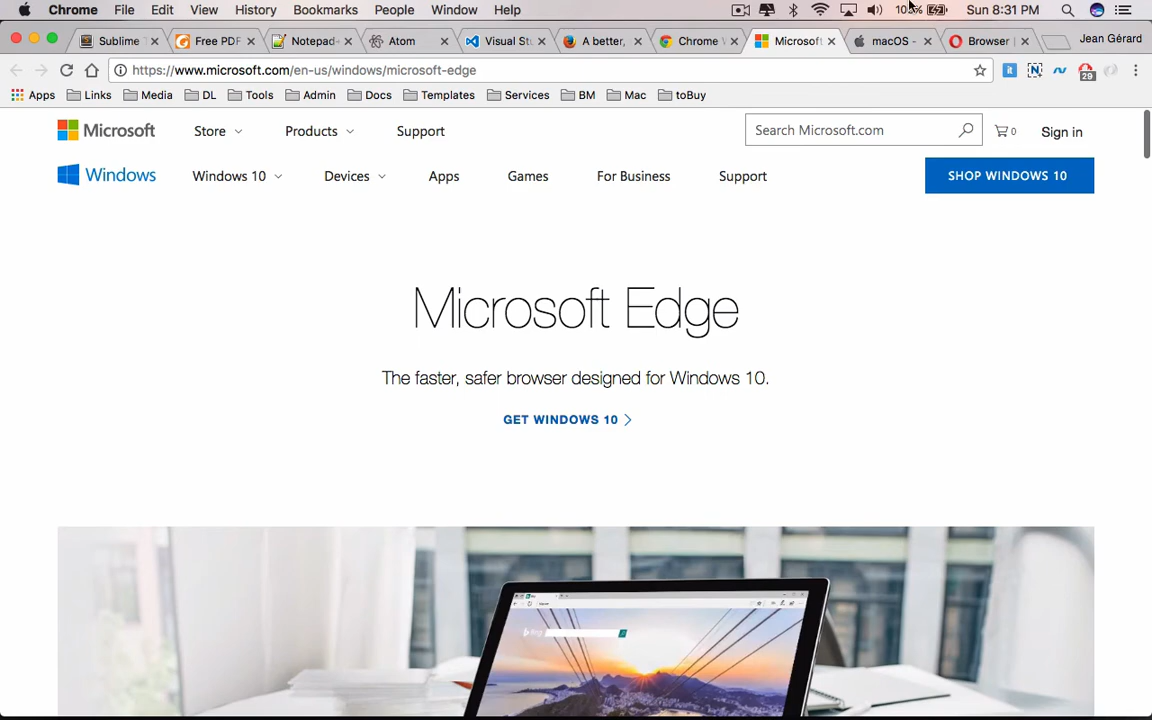 Chrome File Edit View History Bookmarks People Window Help Sun 8:31 PM
Sublime T Free PDF Notepad+ Atom Visual Stu A better, Chrome W Microsoft macOS - Browser | Jean Gérard
https://www.microsoft.com/en-us/windows/microsoft-edge 29
Apps Links Media DL Tools Admin Docs Templates Services BM Mac toBuy
Microsoft Store Products Support Search Microsoft.com 0 Sign in
Windows Windows 10 Devices Apps Games For Business Support SHOP WINDOWS 10
Microsoft Edge
The faster, safer browser designed for Windows 10.
GET WINDOWS 10